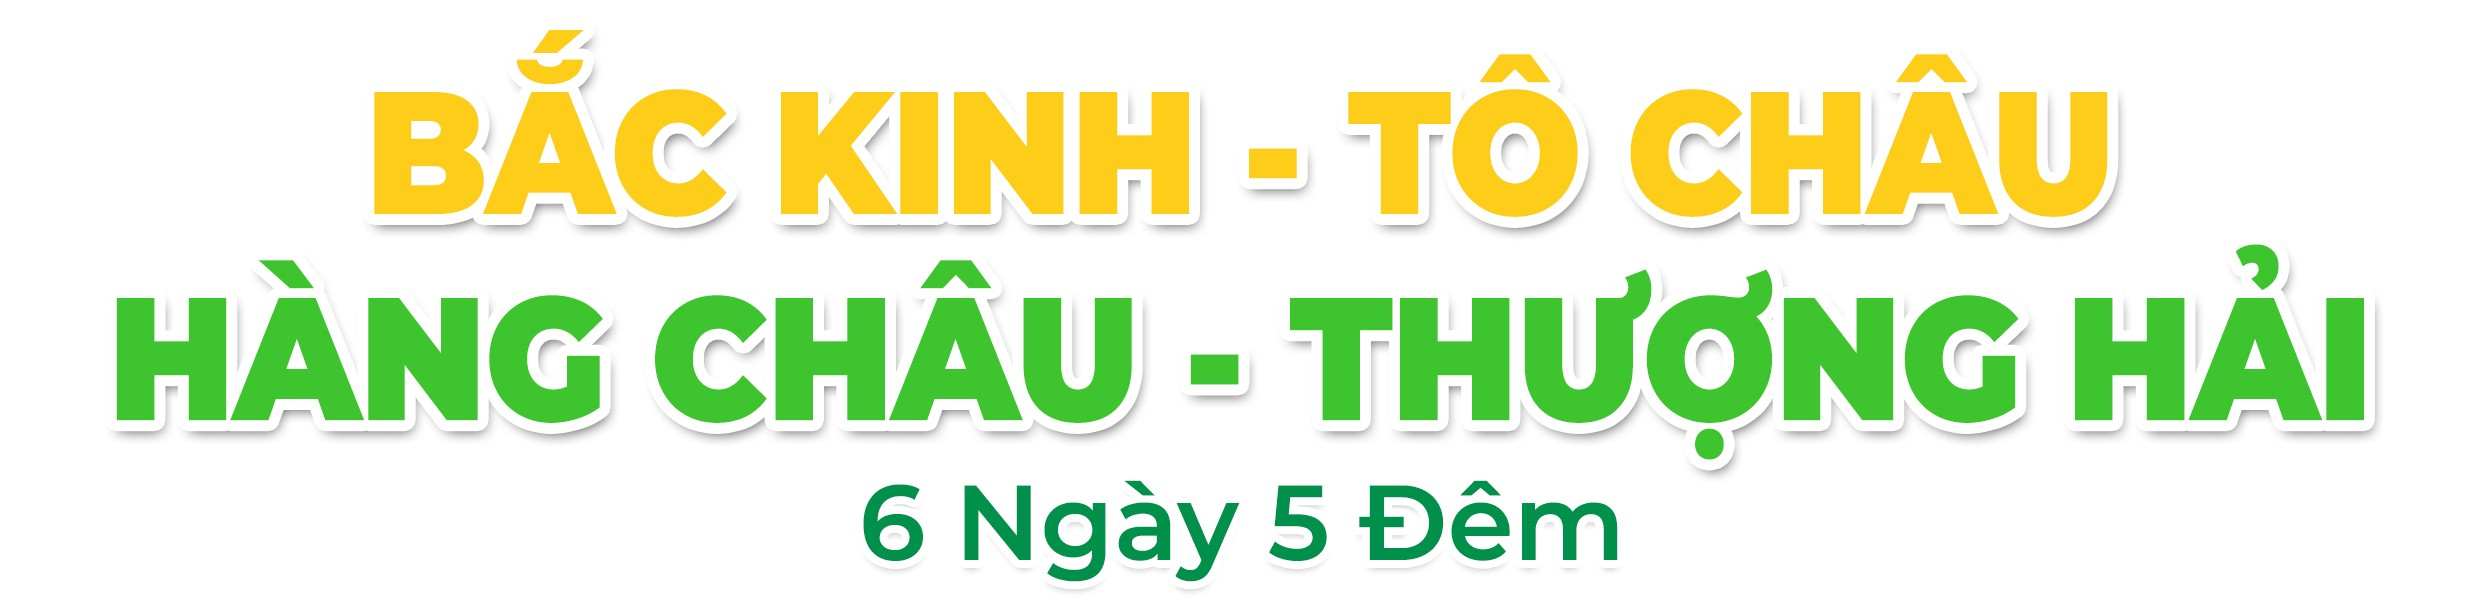 BẮC KINH - TÔ CHÂU
HÀNG CHÂU - THƯỢNG HẢI
6 Ngày 5 Đêm